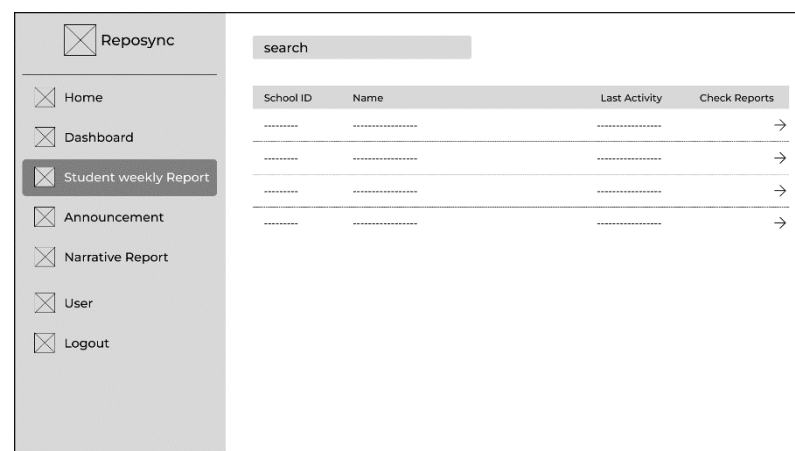 Reposync
Home
Dashboard
Student weekly Report
Announcement
Narrative Report
User
Logout
search
School ID Name Last Activity Check Reports
--------- ---------------- ---------------- →
--------- ---------------- ---------------- →
--------- ---------------- ---------------- →
--------- ---------------- ---------------- →